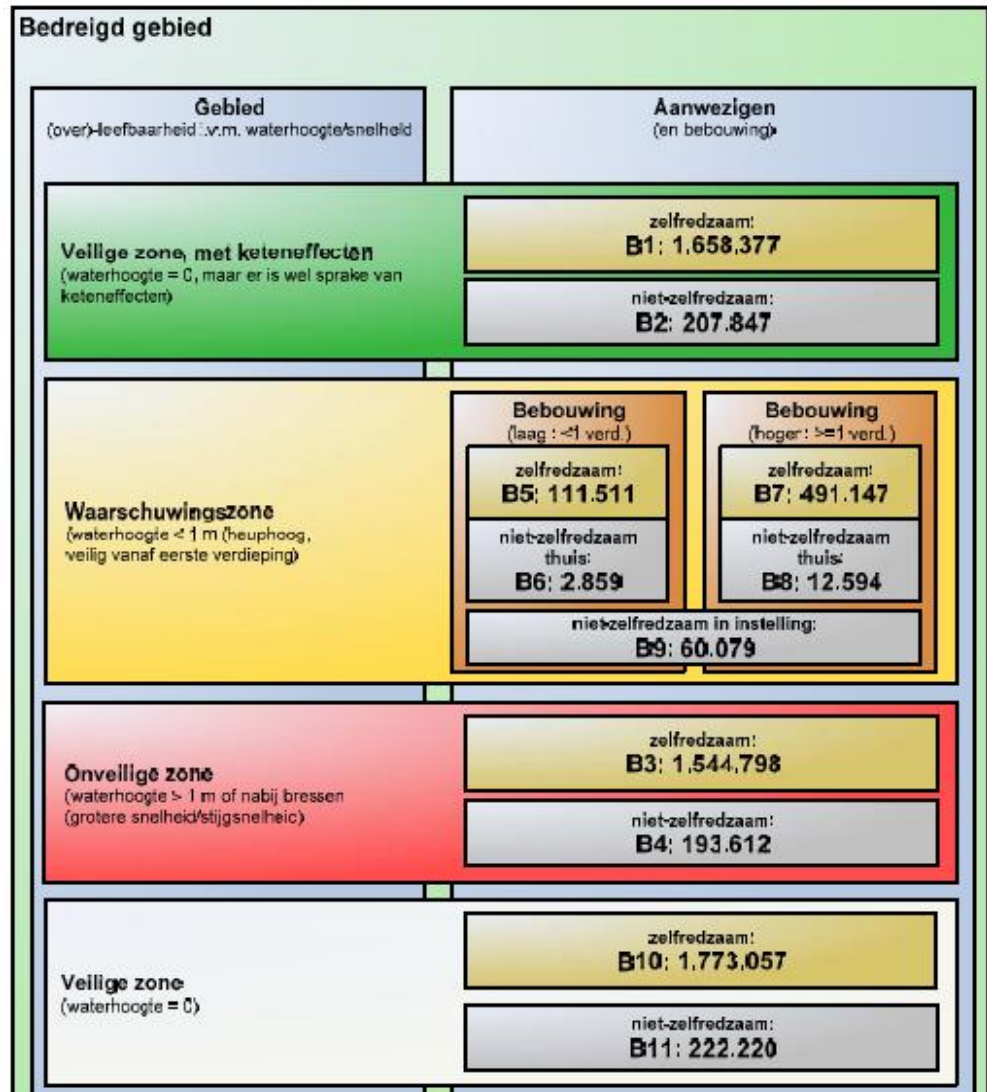 Bedreigd gebied
Gebied
(over)-leefbaarheid i.v.m. waterhoogte/snelheid
Aanwezigen
(en bebouwing)
Veilige zone, met keteneffecten
(waterhoogte = 0, maar er is wel sprake van
keteneffecten)
zelfredzaam:
B1: 1.658.377
niet-zelfredzaam:
B2: 207.847
Waarschuwingszone
(waterhoogte < 1 m (heuphoog,
veilig vanaf eerste verdieping)
Bebouwing
(laag : <1 verd.)
zelfredzaam:
B5: 111.511
niet-zelfredzaam
thuis:
B6: 2.859
Bebouwing
(hoger : >=1 verd.)
zelfredzaam:
B7: 491.147
niet-zelfredzaam
thuis:
B8: 12.594
niet-zelfredzaam in instelling:
B9: 60.079
Onveilige zone
(waterhoogte > 1 m of nabij bressen
(grotere snelheid/stijgsnelheid)
zelfredzaam:
B3: 1.544.798
niet-zelfredzaam:
B4: 193.612
Veilige zone
(waterhoogte = 0)
zelfredzaam:
B10: 1.773.057
niet-zelfredzaam:
B11: 222.220